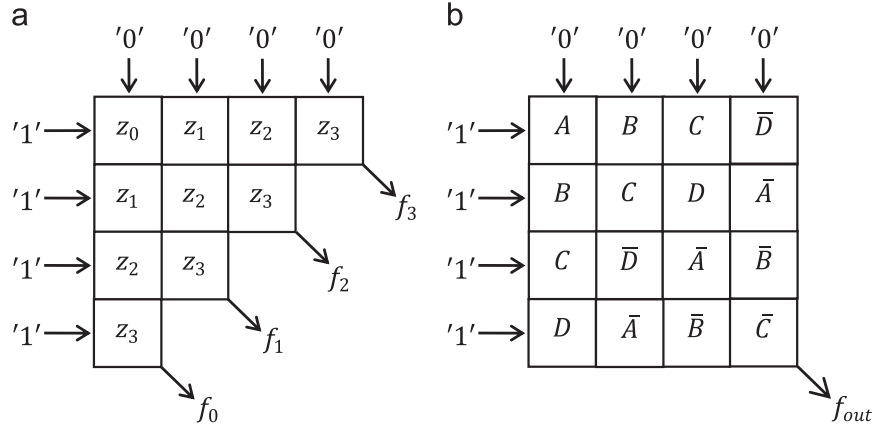 a
'0' '0' '0' '0'
'1' z₀ z₁ z₂ z₃
'1' z₁ z₂ z₃
f₃
'1' z₂ z₃
f₂
'1' z₃
f₁
f₀
b
'0' '0' '0' '0'
'1' A B C D̅
'1' B C D A̅
'1' C D̅ A̅ B̅
'1' D A̅ B̅ C̅
fₒᵤₜ